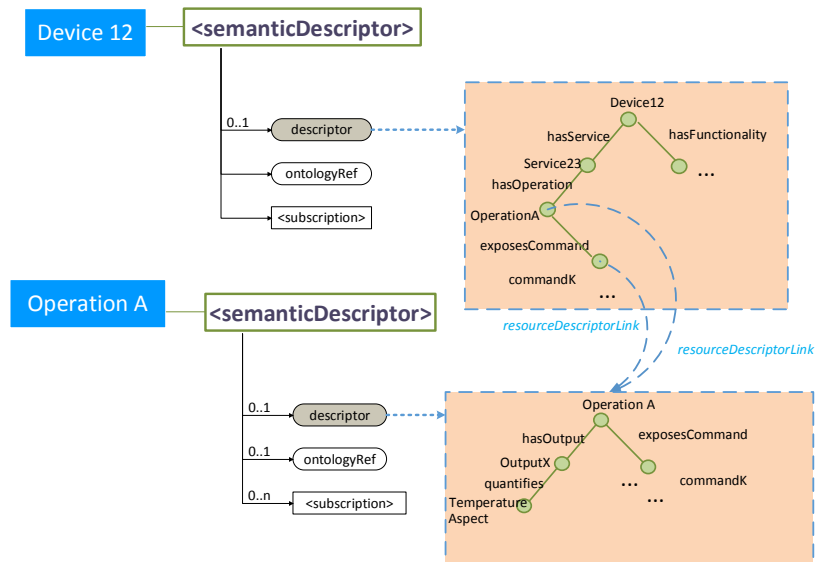 Device 12
<semanticDescriptor>
0..1
descriptor
ontologyRef
<subscription>
Device12
hasService
hasFunctionality
Service23
...
hasOperation
OperationA
exposesCommand
commandK
...
resourceDescriptorLink
resourceDescriptorLink
Operation A
<semanticDescriptor>
0..1
descriptor
0..1
ontologyRef
0..n
<subscription>
Operation A
hasOutput
exposesCommand
OutputX
quantifies
...
commandK
...
Temperature
Aspect